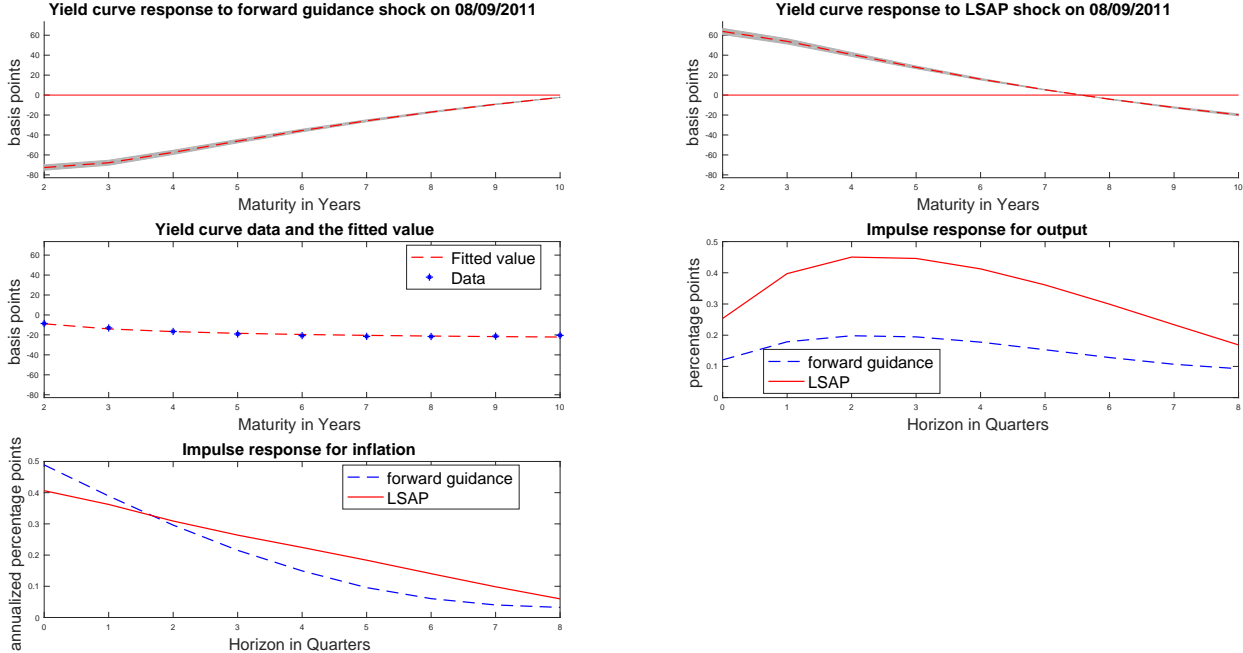 Yield curve response to forward guidance shock on 08/09/2011
60
40
20
0
-20
-40
-60
-80
basis points
2 3 4 5 6 7 8 9 10
Maturity in Years
Yield curve response to LSAP shock on 08/09/2011
60
40
20
0
-20
-40
-60
-80
basis points
2 3 4 5 6 7 8 9 10
Maturity in Years
Yield curve data and the fitted value
60
40
20
0
-20
-40
-60
-80
basis points
Fitted value
Data
2 3 4 5 6 7 8 9 10
Maturity in Years
Impulse response for output
0.5
0.4
0.3
0.2
0.1
0
percentage points
forward guidance
LSAP
0 1 2 3 4 5 6 7 8
Horizon in Quarters
Impulse response for inflation
0.5
0.4
0.3
0.2
0.1
0
annualized percentage points
forward guidance
LSAP
0 1 2 3 4 5 6 7 8
Horizon in Quarters